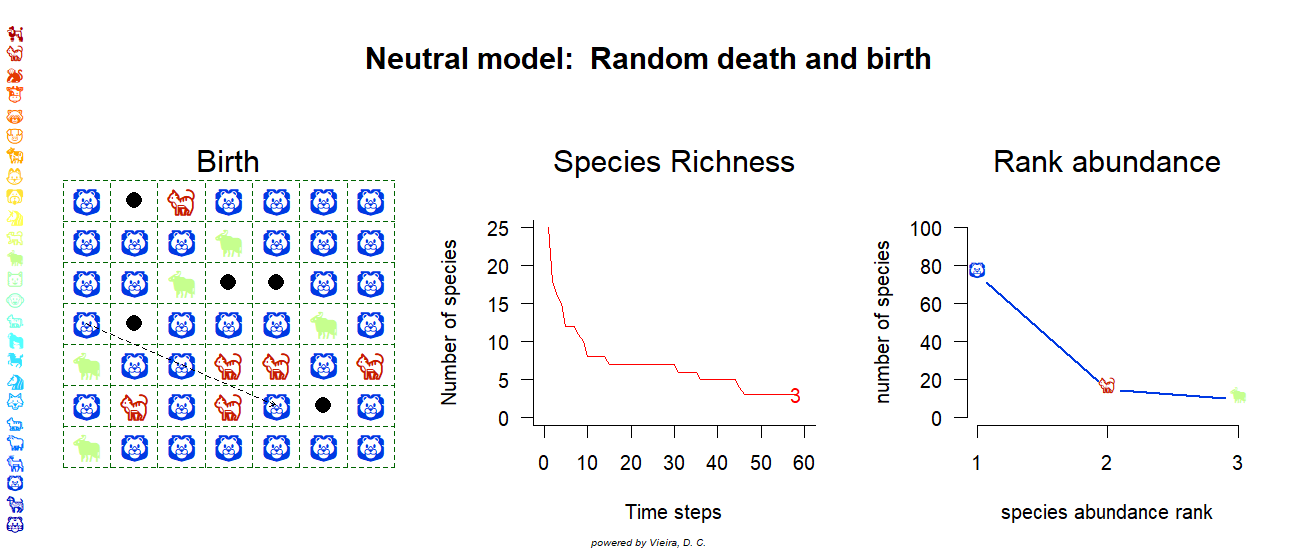 Neutral model:  Random death and birth
Birth
Species Richness
Number of species
25
20
15
10
5
0
3
0 10 20 30 40 50 60
Time steps
Rank abundance
number of species
100
80
60
40
20
0
1 2 3
species abundance rank
powered by Vieira, D. C.